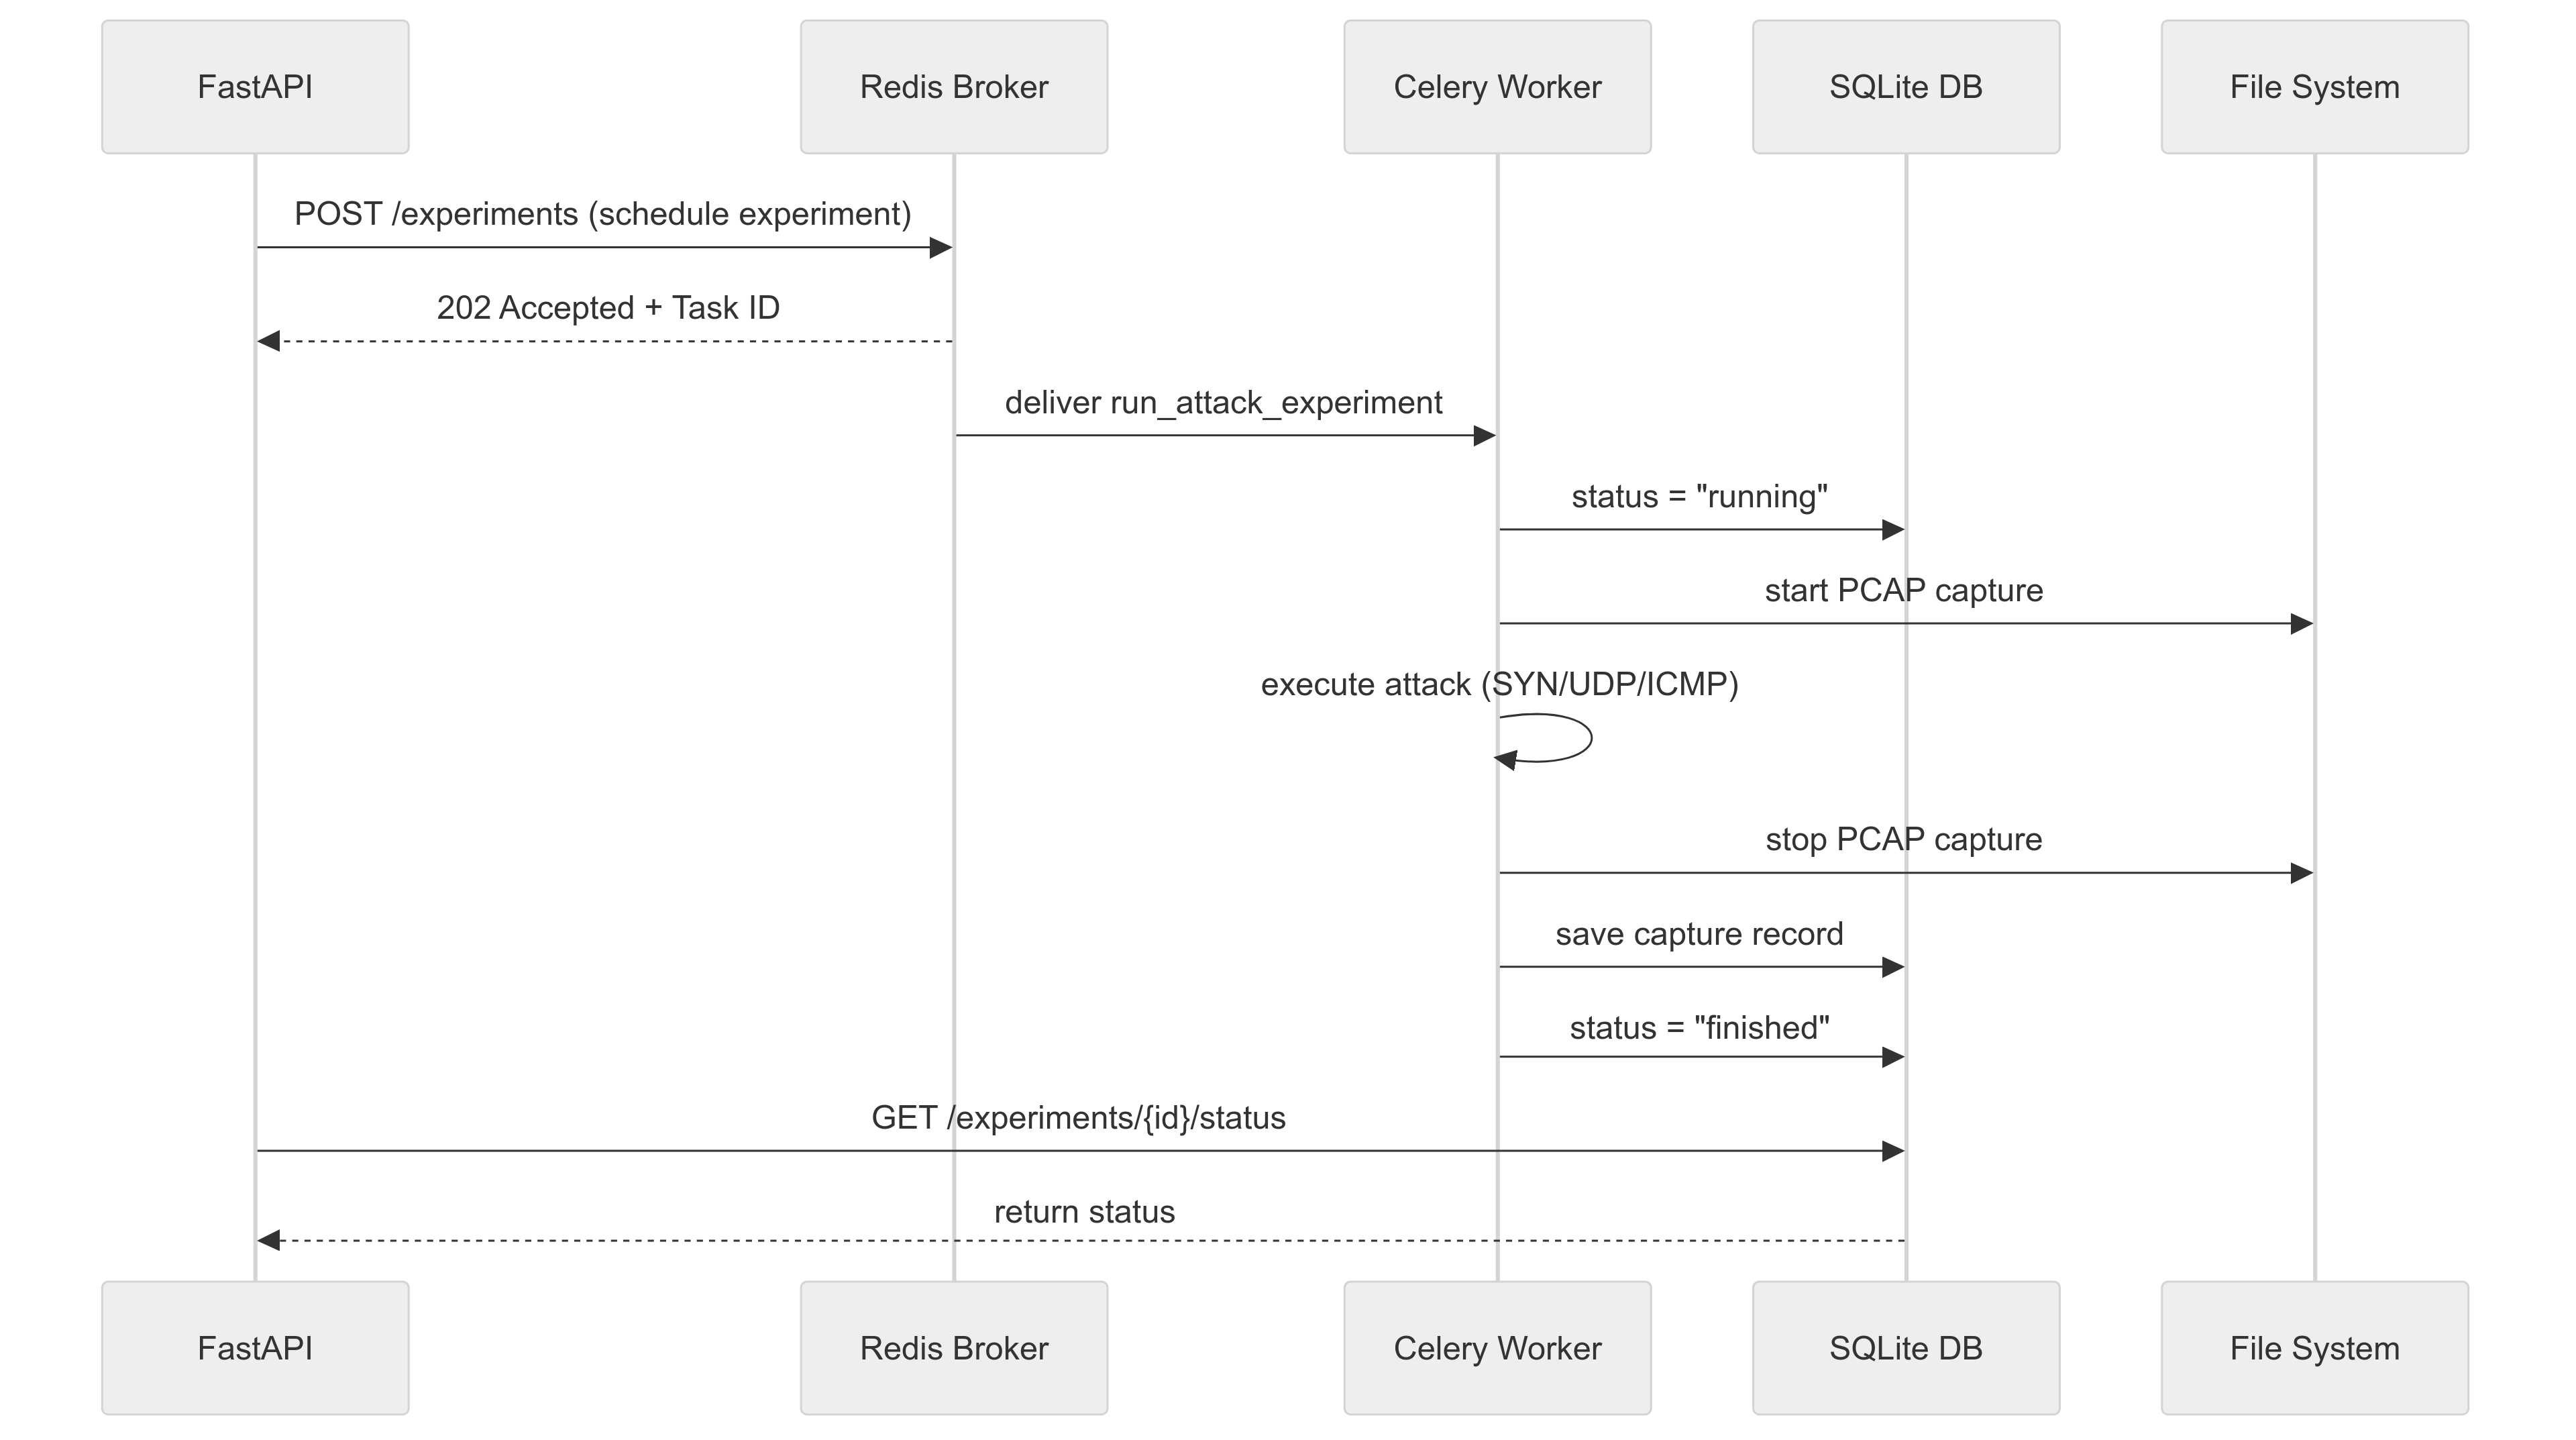 FastAPI
Redis Broker
Celery Worker
SQLite DB
File System
POST /experiments (schedule experiment)
202 Accepted + Task ID
deliver run_attack_experiment
status = "running"
start PCAP capture
execute attack (SYN/UDP/ICMP)
stop PCAP capture
save capture record
status = "finished"
GET /experiments/{id}/status
return status
FastAPI
Redis Broker
Celery Worker
SQLite DB
File System